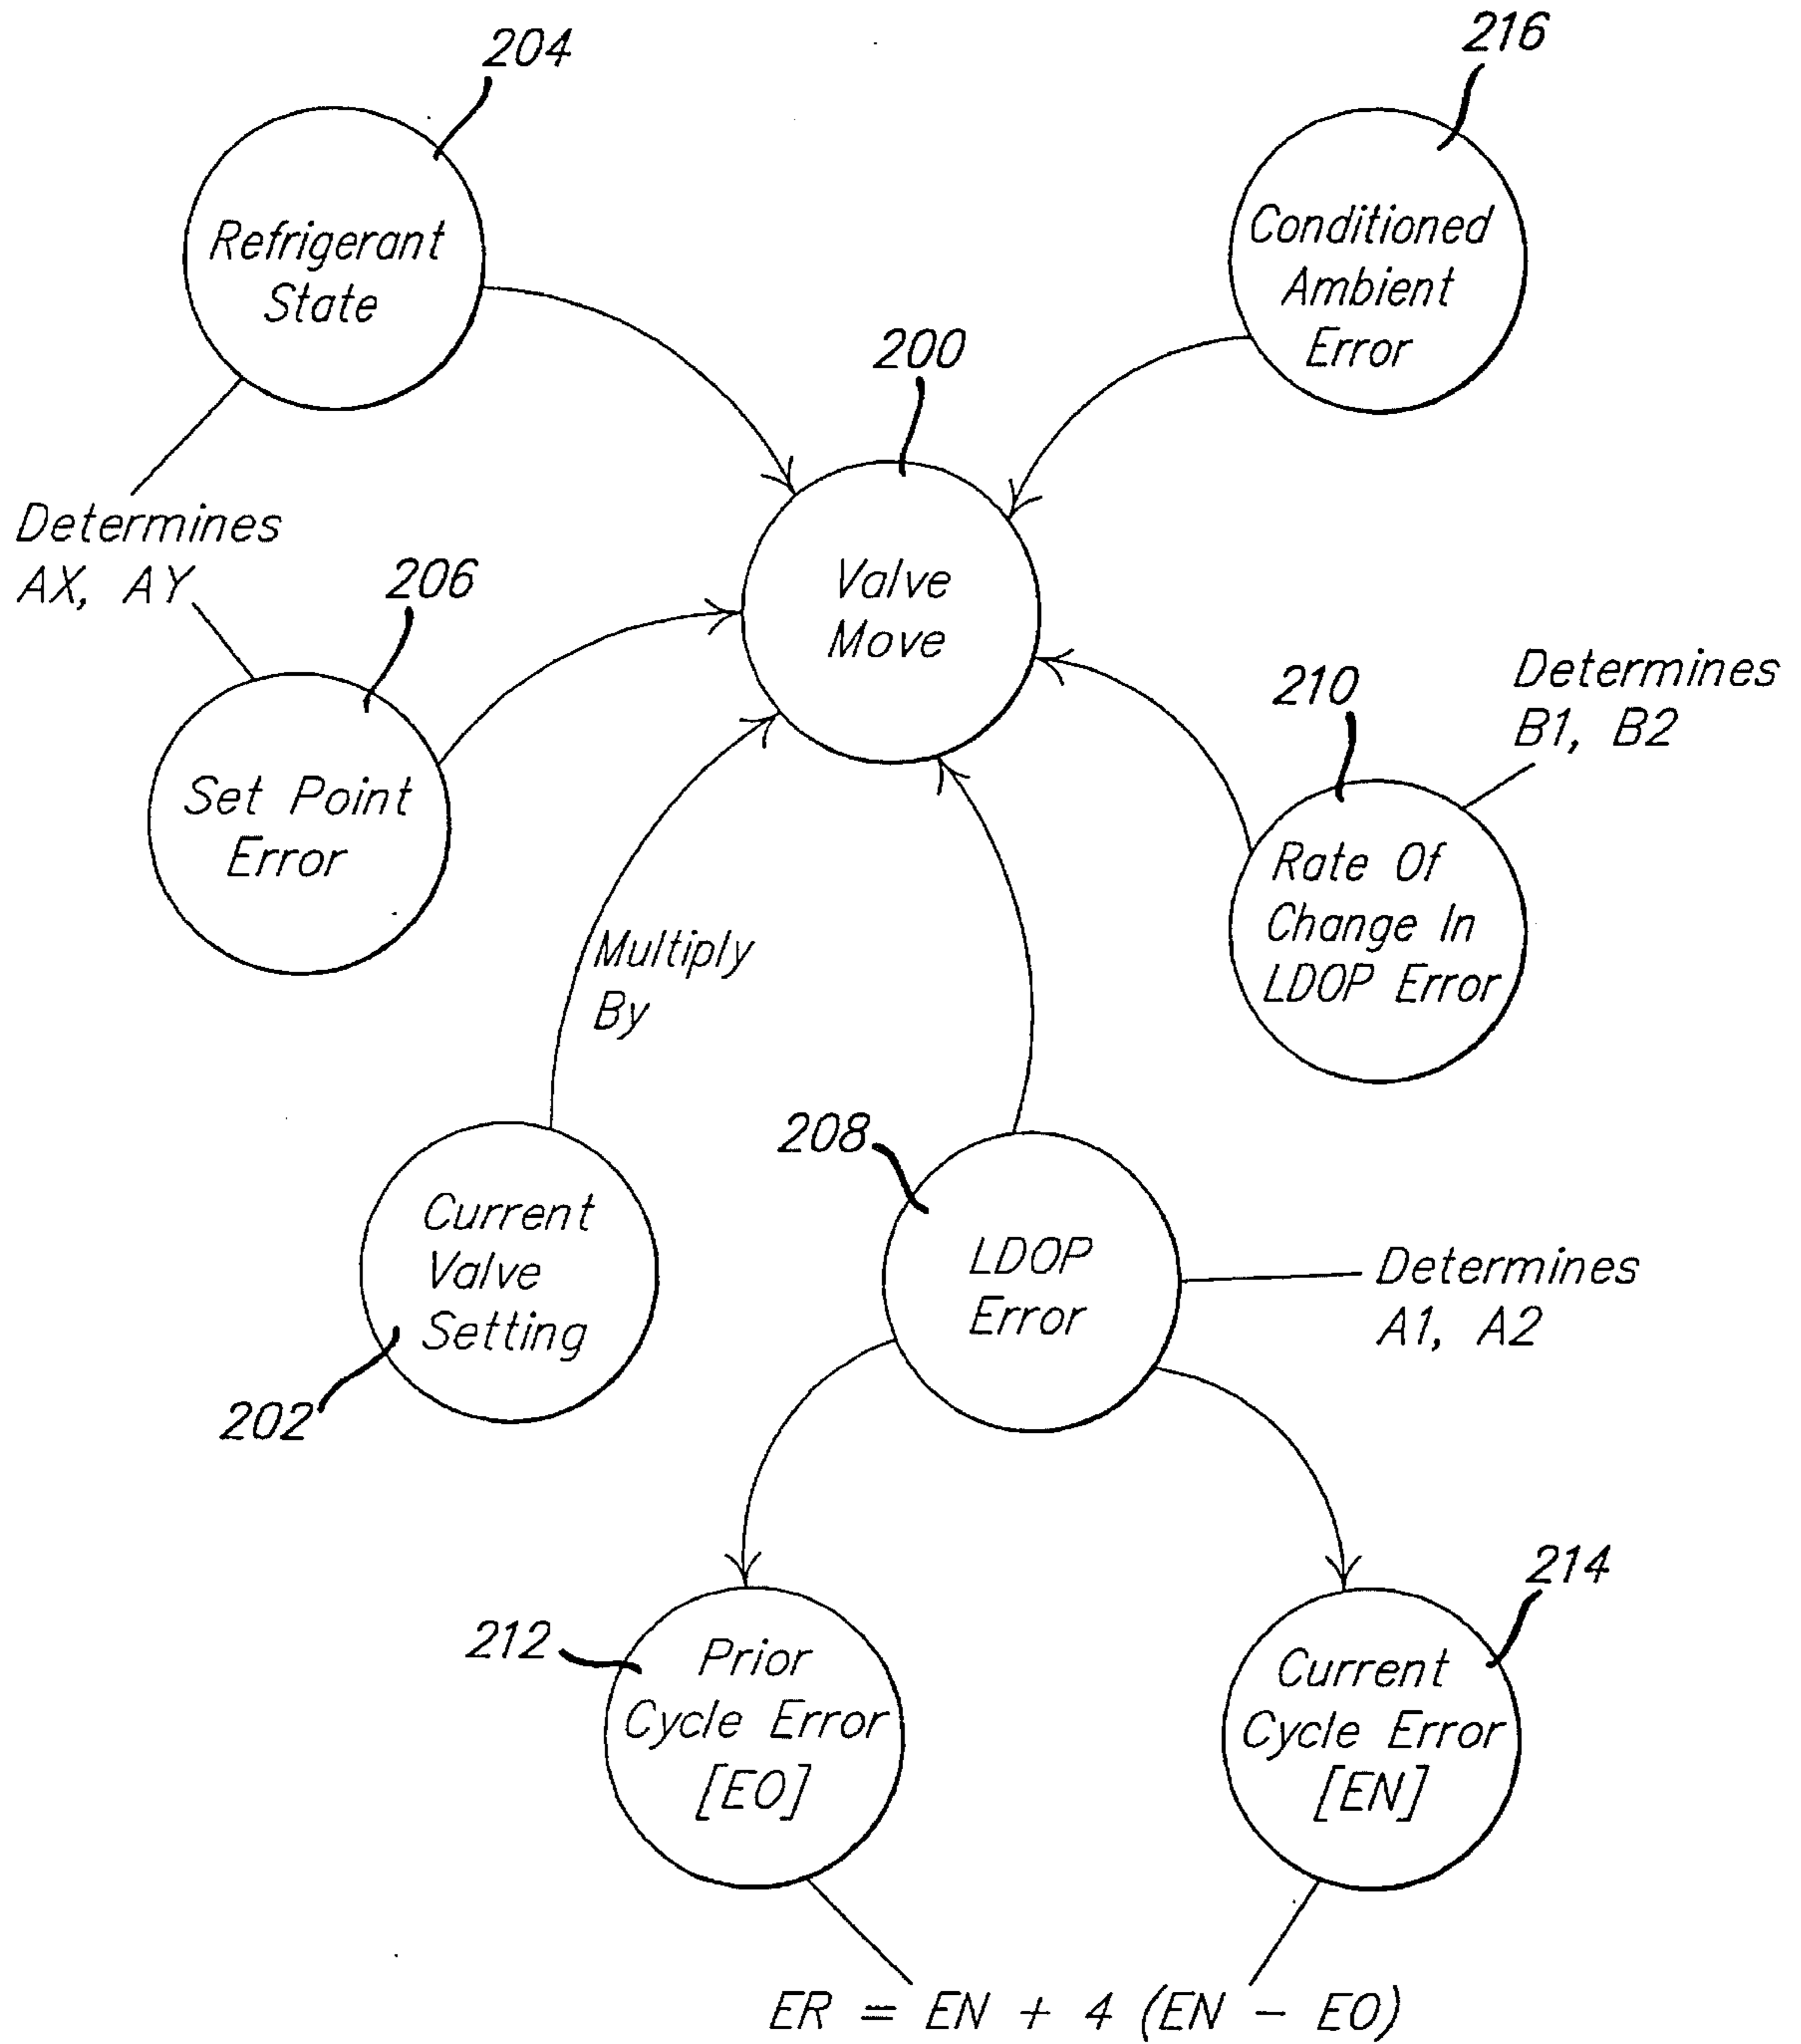 204
216
Refrigerant
State
Conditioned
Ambient
Error
200
Determines
AX, AY
206
Valve
Move
210
Determines
B1, B2
Set Point
Error
Rate Of
Change In
LDOP Error
Multiply
By
208
Current
Valve
Setting
202
LDOP
Error
Determines
A1, A2
212
Prior
Cycle Error
[EO]
214
Current
Cycle Error
[EN]
ER = EN + 4 (EN - EO)